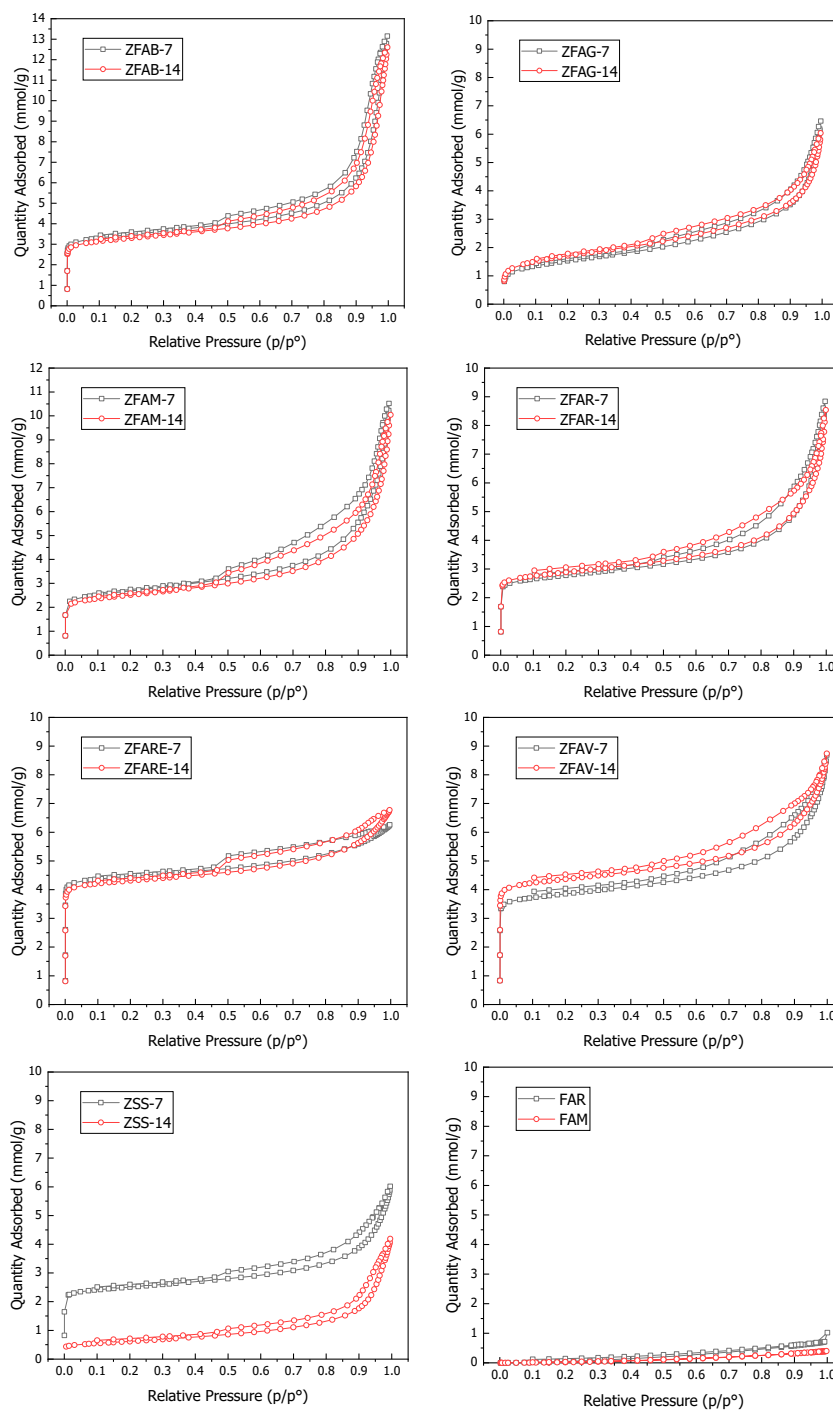 14
13
12
11
10
9
8
7
6
5
4
3
2
1
0
Quantity Adsorbed (mmol/g)
ZFAB-7
ZFAB-14
0.0 0.1 0.2 0.3 0.4 0.5 0.6 0.7 0.8 0.9 1.0
Relative Pressure (p/p°)
10
9
8
7
6
5
4
3
2
1
0
Quantity Adsorbed (mmol/g)
ZFAG-7
ZFAG-14
0.0 0.1 0.2 0.3 0.4 0.5 0.6 0.7 0.8 0.9 1.0
Relative Pressure (p/p°)
12
11
10
9
8
7
6
5
4
3
2
1
0
Quantity Adsorbed (mmol/g)
ZFAM-7
ZFAM-14
0.0 0.1 0.2 0.3 0.4 0.5 0.6 0.7 0.8 0.9 1.0
Relative Pressure (p/p°)
10
9
8
7
6
5
4
3
2
1
0
Quantity Adsorbed (mmol/g)
ZFAR-7
ZFAR-14
0.0 0.1 0.2 0.3 0.4 0.5 0.6 0.7 0.8 0.9 1.0
Relative Pressure (p/p°)
10
9
8
7
6
5
4
3
2
1
0
Quantity Adsorbed (mmol/g)
ZFARE-7
ZFARE-14
0.0 0.1 0.2 0.3 0.4 0.5 0.6 0.7 0.8 0.9 1.0
Relative Pressure (p/p°)
10
9
8
7
6
5
4
3
2
1
0
Quantity Adsorbed (mmol/g)
ZFAV-7
ZFAV-14
0.0 0.1 0.2 0.3 0.4 0.5 0.6 0.7 0.8 0.9 1.0
Relative Pressure (p/p°)
10
9
8
7
6
5
4
3
2
1
0
Quantity Adsorbed (mmol/g)
ZSS-7
ZSS-14
0.0 0.1 0.2 0.3 0.4 0.5 0.6 0.7 0.8 0.9 1.0
Relative Pressure (p/p°)
10
9
8
7
6
5
4
3
2
1
0
Quantity Adsorbed (mmol/g)
FAR
FAM
0.0 0.1 0.2 0.3 0.4 0.5 0.6 0.7 0.8 0.9 1.0
Relative Pressure (p/p°)